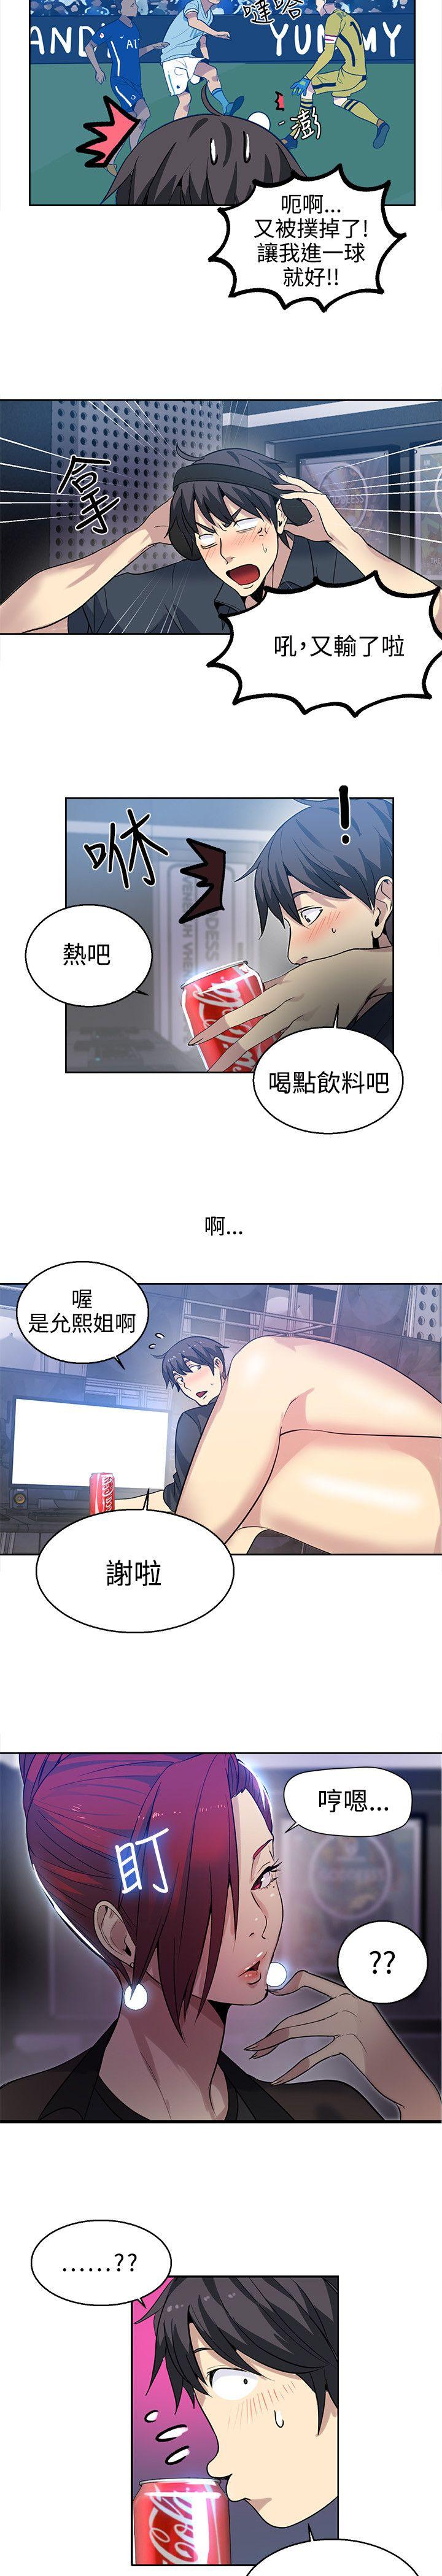 噠哈
AND
YUMMY
A1
澎
呃啊...
又被撲掉了!
讓我進一球
就好!!
拿
吼,又輸了啦
!
咻
熱吧
喝點飲料吧
啊...
喔
是允熙姐啊
謝啦
哼嗯...
盯
??
......??